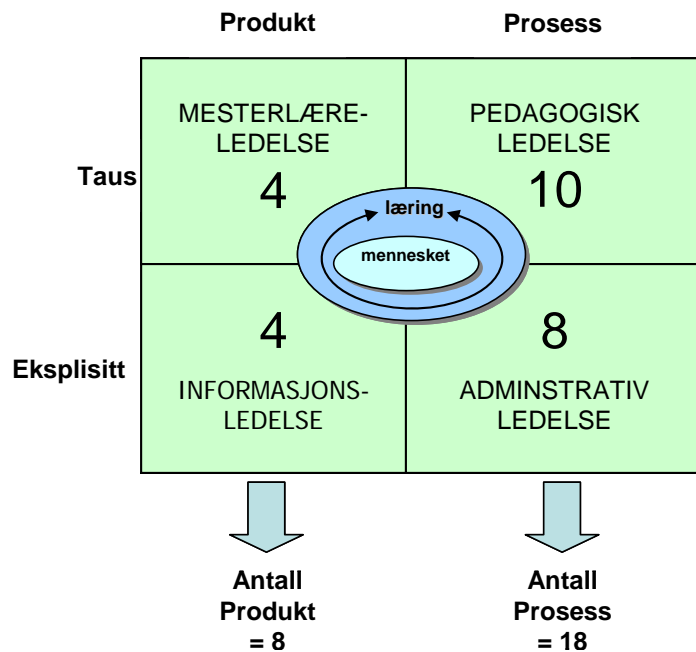 Produkt
Prosess
Taus
MESTERLÆRE-
LEDELSE
4
PEDAGOGISK
LEDELSE
10
læring
mennesket
Eksplisitt
4
INFORMASJONS-
LEDELSE
8
ADMINSTRATIV
LEDELSE
Antall
Produkt
= 8
Antall
Prosess
= 18